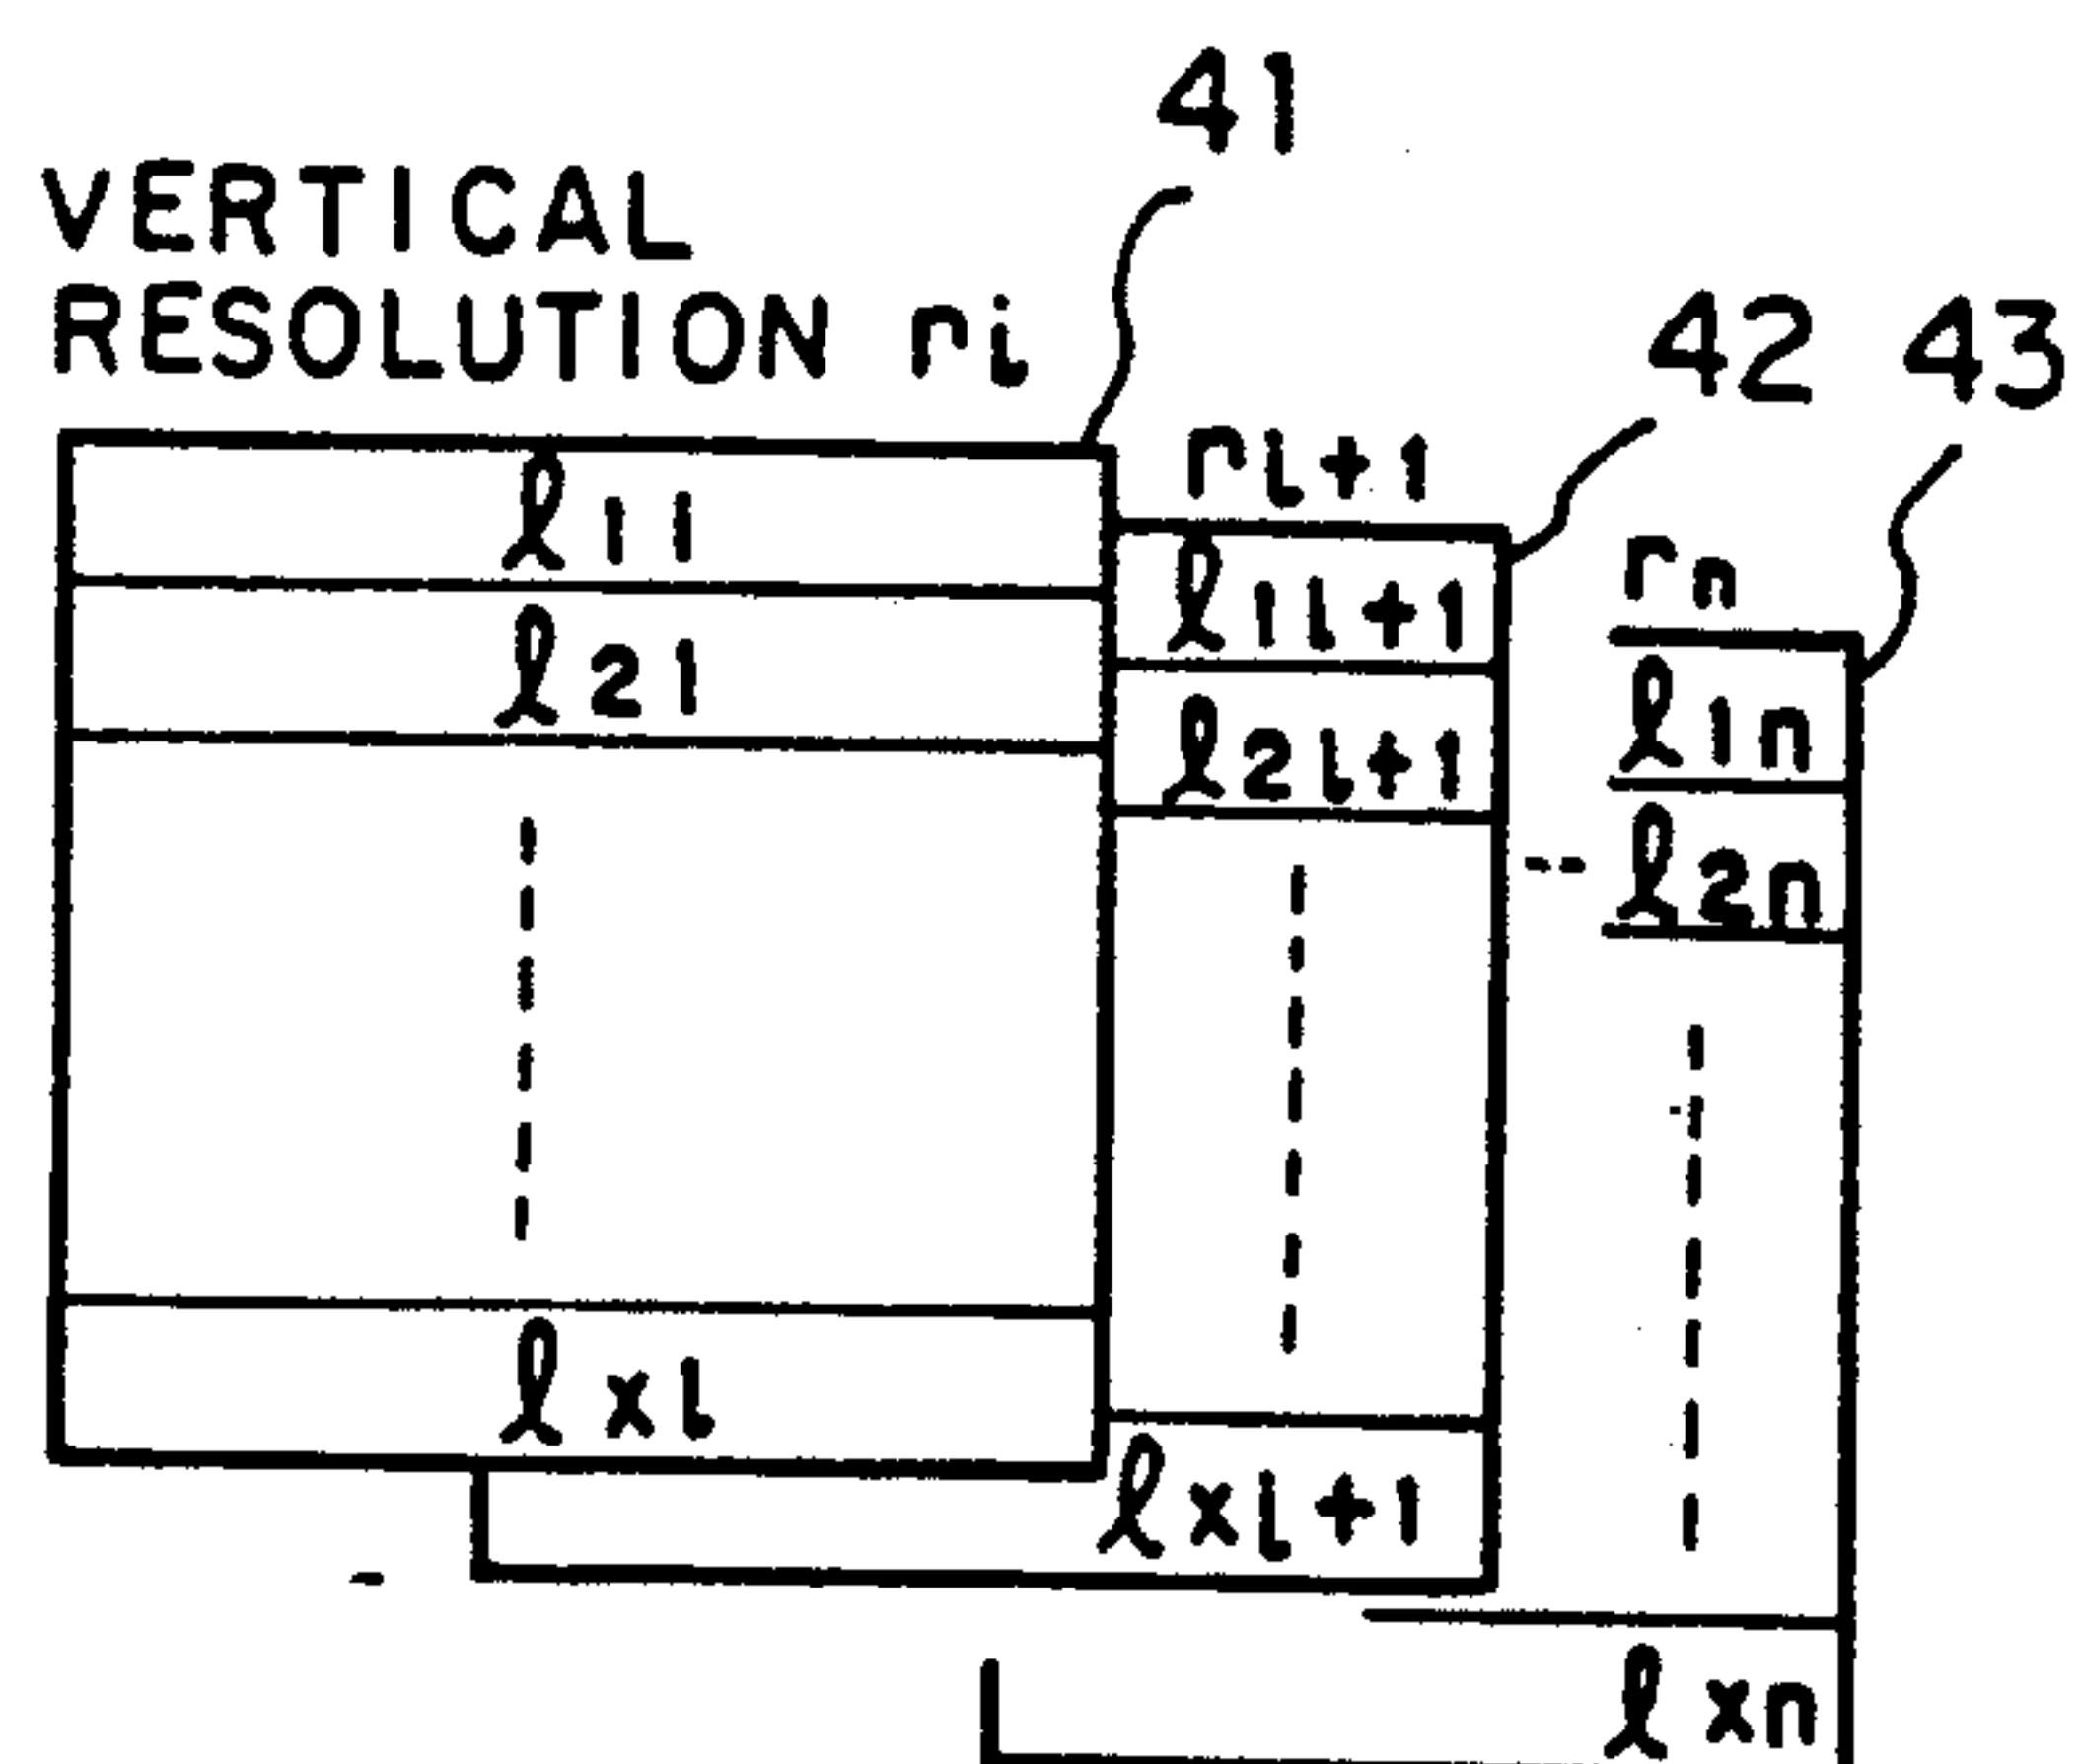 41
VERTICAL
RESOLUTION ri
42 43
ri+1
rn
ℓ11
ℓ1i+1
ℓ21
ℓ1n
ℓ2i+1
ℓ2n
ℓxi
ℓxi+1
ℓxn